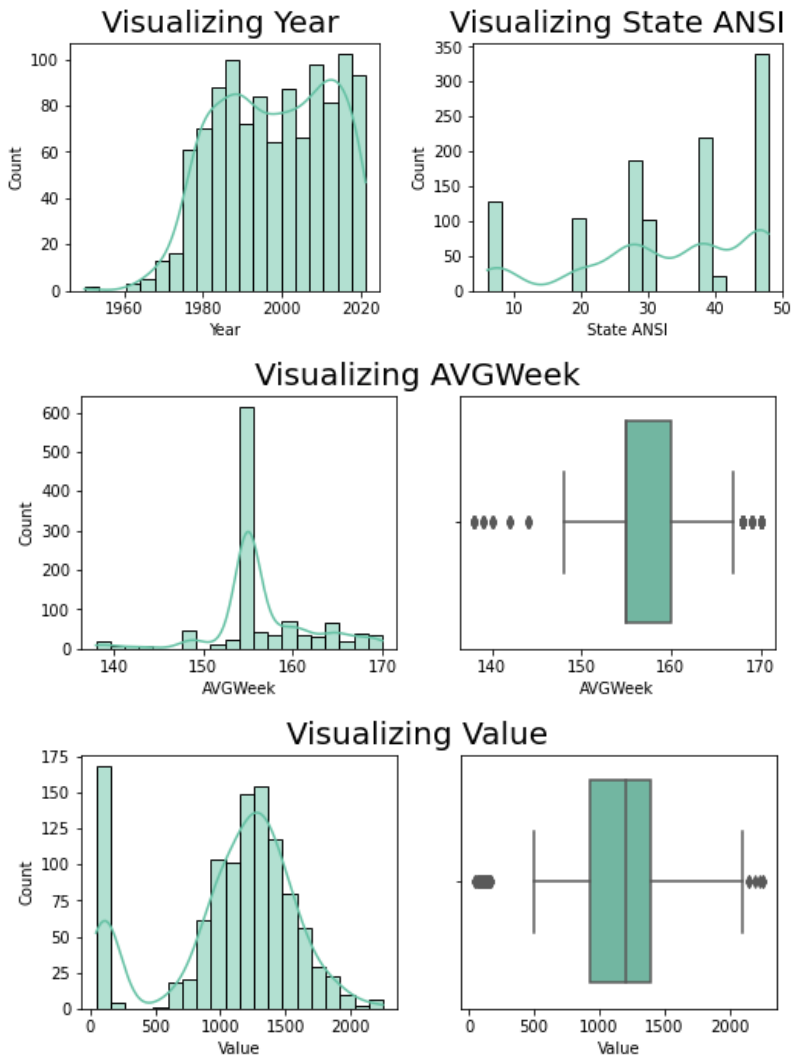 Visualizing Year
Visualizing State ANSI
Count
100
80
60
40
20
0
1960 1980 2000 2020
Year
Count
350
300
250
200
150
100
50
0
10 20 30 40 50
State ANSI
Visualizing AVGWeek
Count
600
500
400
300
200
100
0
140 150 160 170
AVGWeek
140 150 160 170
AVGWeek
Visualizing Value
Count
175
150
125
100
75
50
25
0
0 500 1000 1500 2000
Value
0 500 1000 1500 2000
Value